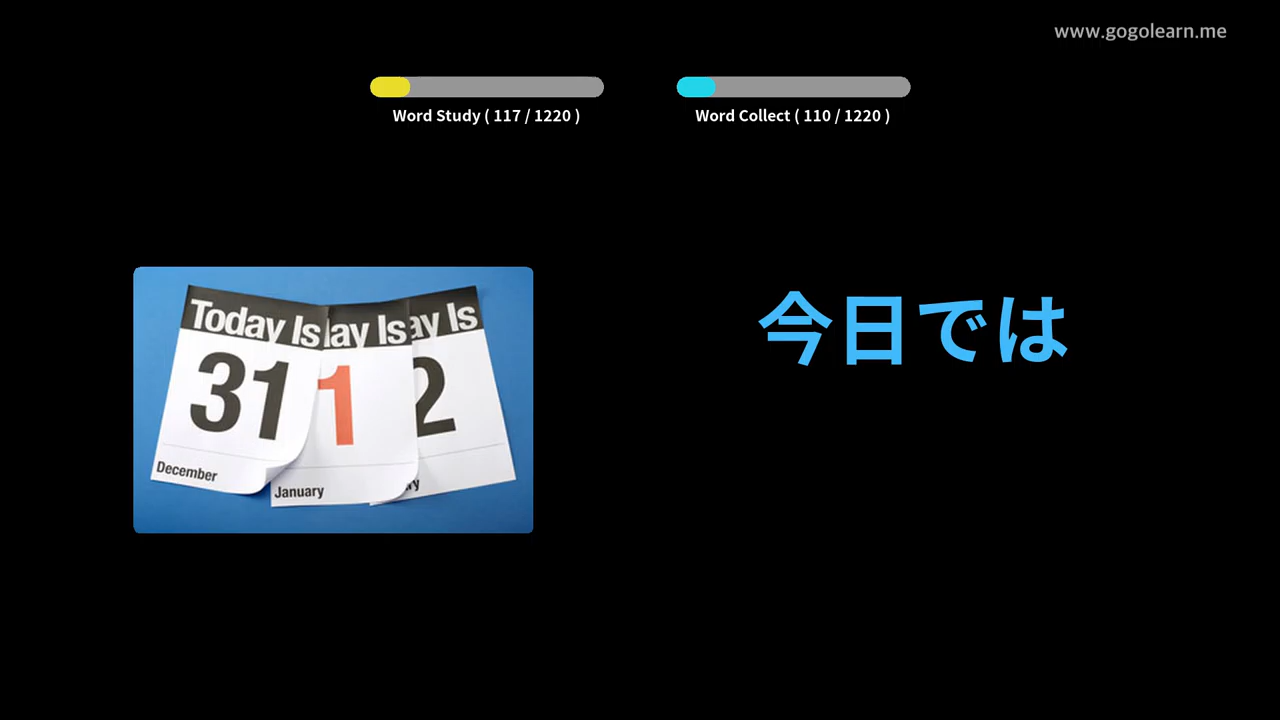 www.gogolearn.me
Word Study ( 117 / 1220 )
Word Collect ( 110 / 1220 )
今日では
Today Is
31
December
lay Is
1
January
ay Is
2
ry